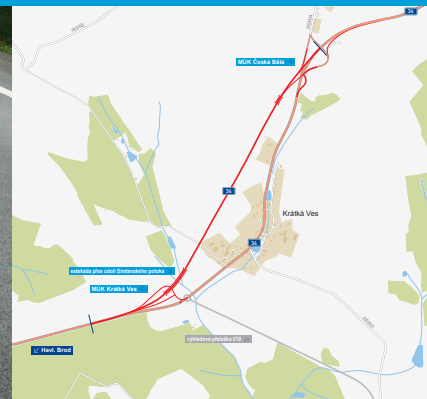 34
MÚK Česká Bělá
34
Krátká Ves
34
estakáda přes údolí Simtanského potoka
MÚK Krátká Ves
výhledová přeložka I/19
Havl. Brod